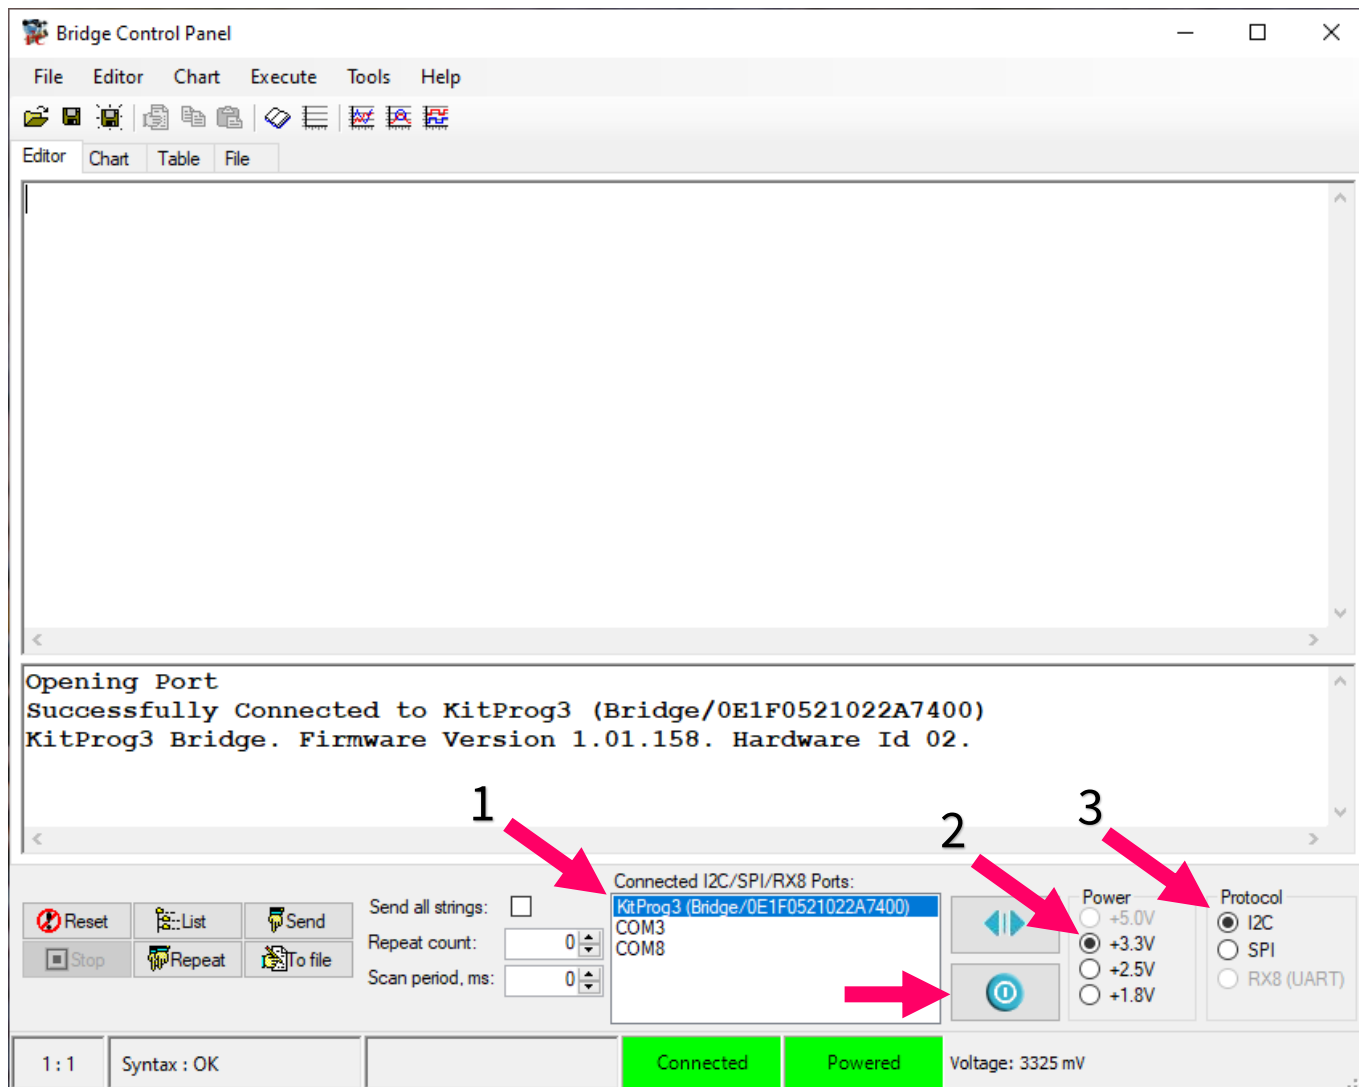 Bridge Control Panel
File Editor Chart Execute Tools Help
Editor Chart Table File
Opening Port
Successfully Connected to KitProg3 (Bridge/0E1F0521022A7400)
KitProg3 Bridge. Firmware Version 1.01.158. Hardware Id 02.
1
2
3
Reset List Send
Stop Repeat To file
Send all strings:
Repeat count: 0
Scan period, ms: 0
Connected I2C/SPI/RX8 Ports:
KitProg3 (Bridge/0E1F0521022A7400)
COM3
COM8
Power
+5.0V
+3.3V
+2.5V
+1.8V
Protocol
I2C
SPI
RX8 (UART)
1 : 1 Syntax : OK Connected Powered Voltage: 3325 mV